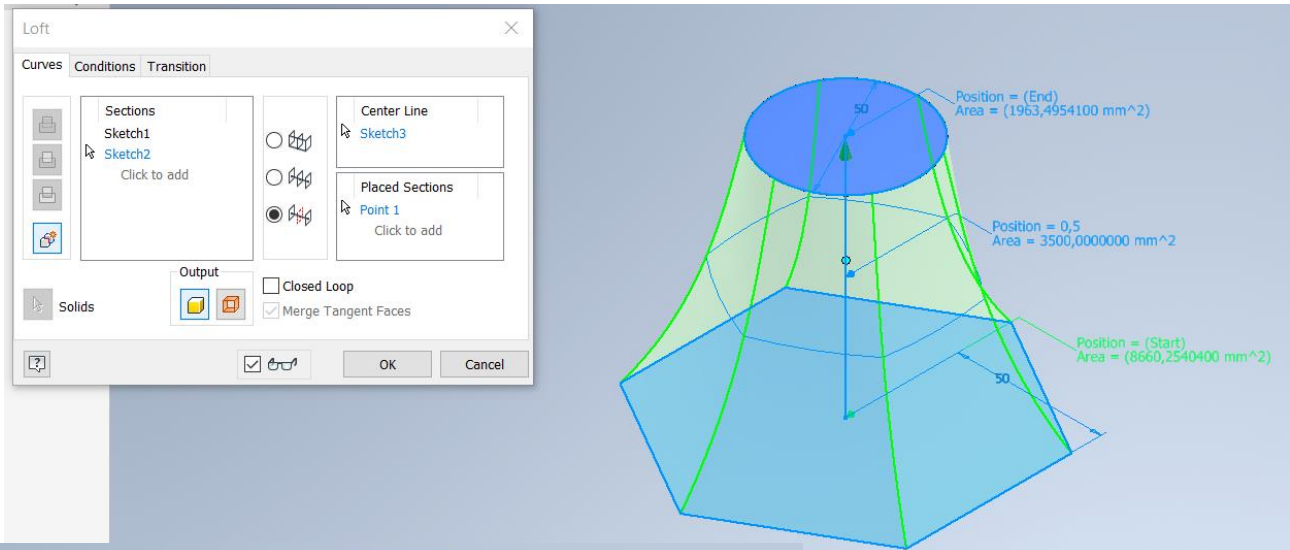 Loft
Curves Conditions Transition
Sections
Sketch1
Sketch2
Click to add
Center Line
Sketch3
Placed Sections
Point 1
Click to add
Output
Solids
Closed Loop
Merge Tangent Faces
OK
Cancel
50
Position = (End)
Area = (1963,4954100 mm^2)
Position = 0,5
Area = 3500,0000000 mm^2
Position = (Start)
Area = (8660,2540400 mm^2)
50